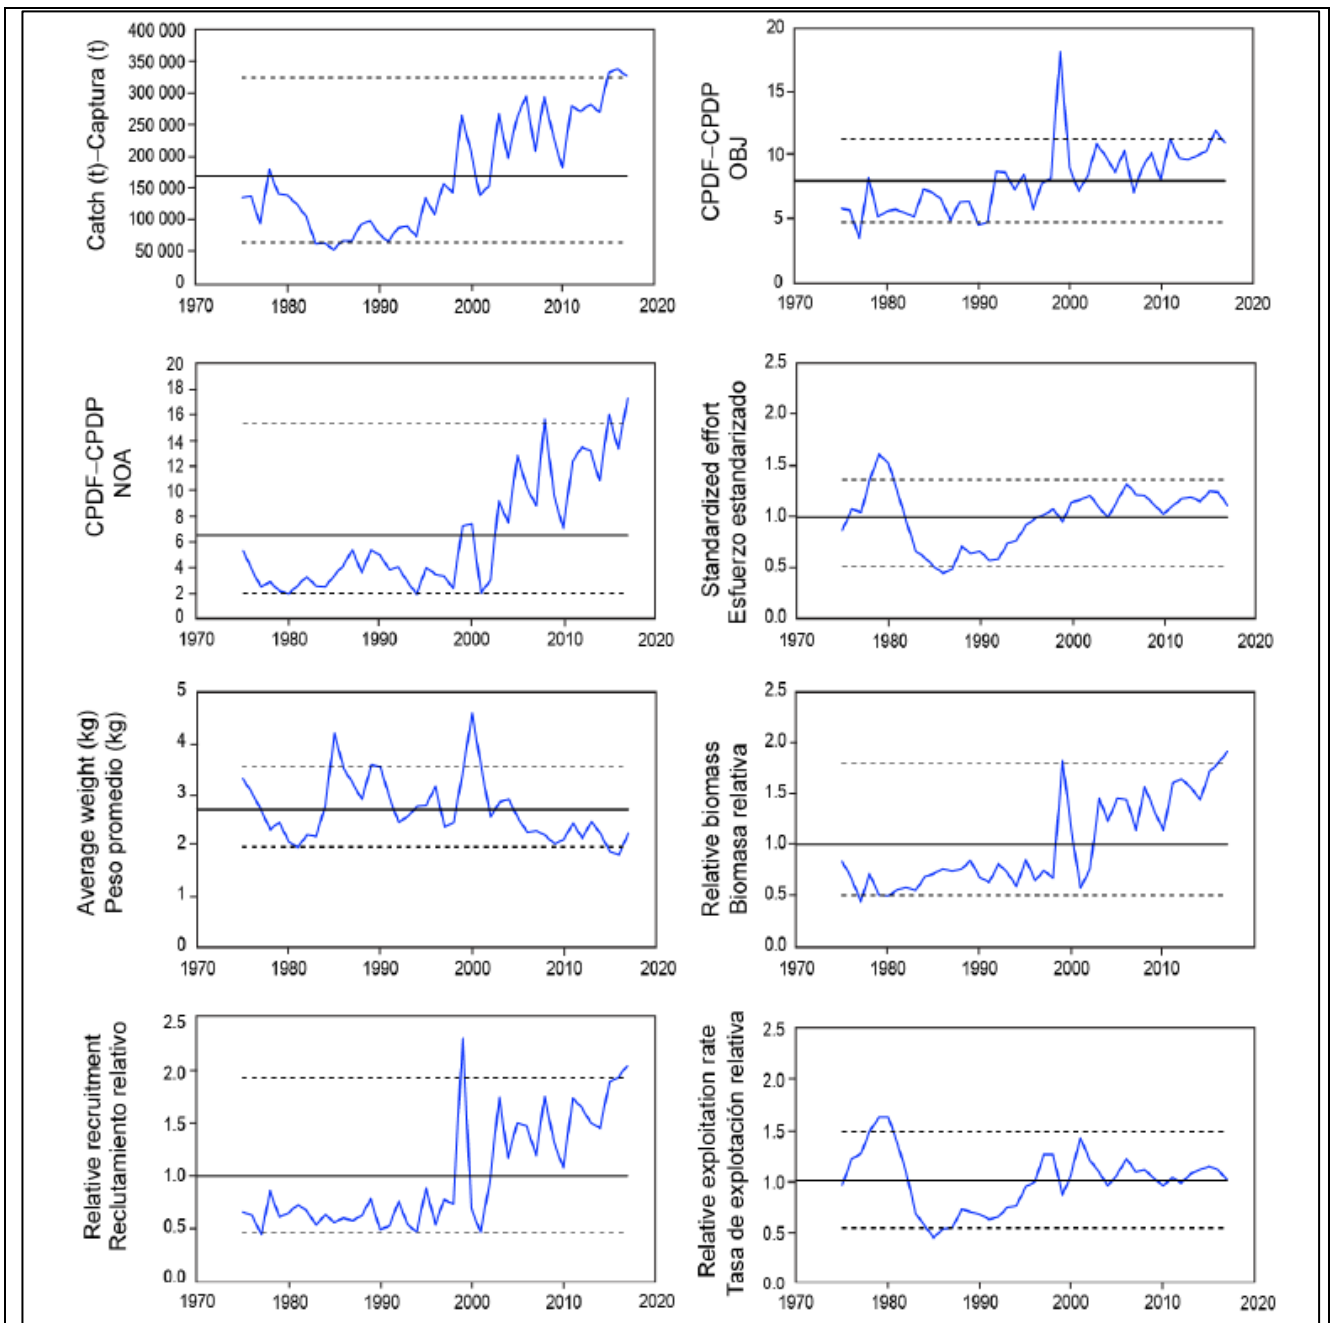 Catch (t)–Captura (t)
400 000
350 000
300 000
250 000
200 000
150 000
100 000
50 000
0
1970 1980 1990 2000 2010 2020
CPDF–CPDP
OBJ
20
15
10
5
0
1970 1980 1990 2000 2010 2020
CPDF–CPDP
NOA
20
18
16
14
12
10
8
6
4
2
0
1970 1980 1990 2000 2010 2020
Standardized effort
Esfuerzo estandarizado
2.5
2.0
1.5
1.0
0.5
0.0
1970 1980 1990 2000 2010 2020
Average weight (kg)
Peso promedio (kg)
5
4
3
2
1
0
1970 1980 1990 2000 2010 2020
Relative biomass
Biomasa relativa
2.5
2.0
1.5
1.0
0.5
0.0
1970 1980 1990 2000 2010 2020
Relative recruitment
Reclutamiento relativo
2.5
2.0
1.5
1.0
0.5
0.0
1970 1980 1990 2000 2010 2020
Relative exploitation rate
Tasa de explotación relativa
2.5
2.0
1.5
1.0
0.5
0.0
1970 1980 1990 2000 2010 2020